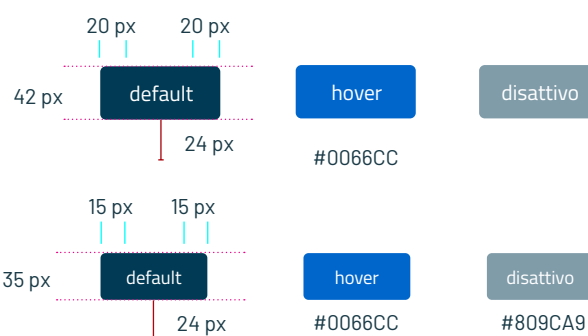 20 px 20 px
42 px default hover disattivo
24 px
#0066CC
15 px 15 px
35 px default hover disattivo
24 px #0066CC #809CA9